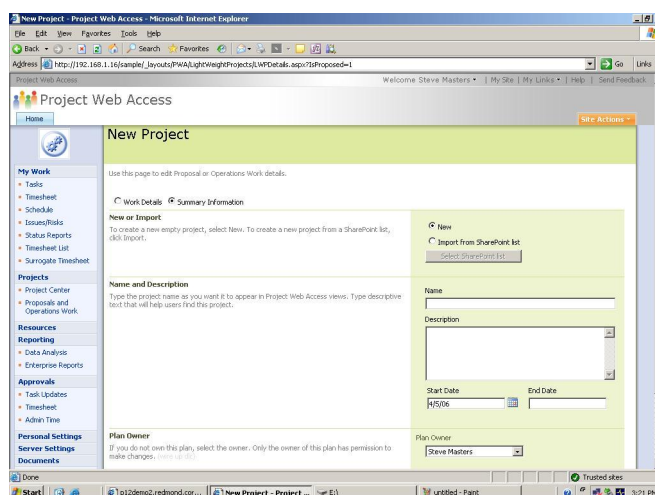 New Project - Project Web Access - Microsoft Internet Explorer
File Edit View Favorites Tools Help
Back Search Favorites
Address http://192.168.1.16/sample/_layouts/PWA/LightWeightProjects/LWPDetails.aspx?IsProposed=1 Go Links
Project Web Access Welcome Steve Masters | My Site | My Links | Help | Send Feedback
Project Web Access
Home Site Actions
New Project
Use this page to edit Proposal or Operations Work details.
Work Details Summary Information
My Work
Tasks
Timesheet
Schedule
Issues/Risks
Status Reports
Timesheet List
Surrogate Timesheet
Projects
Project Center
Proposals and
Operations Work
Resources
Reporting
Data Analysis
Enterprise Reports
Approvals
Task Updates
Timesheet
Admin Time
Personal Settings
Server Settings
Documents
New or Import
To create a new empty project, select New. To create a new project from a SharePoint list,
click Import.
New
Import from SharePoint list
Select SharePoint list
Name and Description
Type the project name as you want it to appear in Project Web Access views. Type descriptive
text that will help users find this project.
Name
Description
Start Date End Date
4/5/06
Plan Owner
If you do not own this plan, select the owner. Only the owner of this plan has permission to
make changes.
Plan Owner
Steve Masters
Done Trusted sites
Start p12demo2.redmond.cor... New Project - Project ... E:\ untitled - Paint 3:21 PM